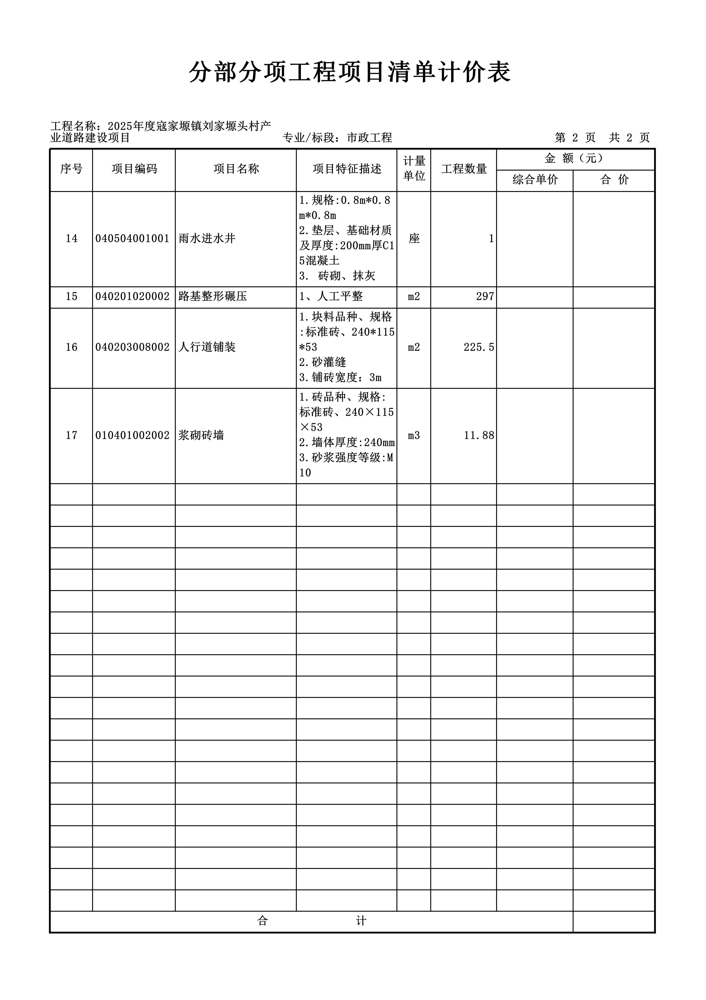 分部分项工程项目清单计价表
工程名称：2025年度寇家塬镇刘家塬头村产
业道路建设项目 专业/标段：市政工程 第 2 页 共 2 页
序号 项目编码 项目名称 项目特征描述 计量单位 工程数量 金 额（元）
综合单价 合 价
14 040504001001 雨水进水井 1.规格:0.8m*0.8
m*0.8m
2.垫层、基础材质
及厚度:200mm厚C1
5混凝土
3. 砖砌、抹灰 座 1
15 040201020002 路基整形碾压 1、人工平整 m2 297
16 040203008002 人行道铺装 1.块料品种、规格
:标准砖、240*115
*53
2.砂灌缝
3.铺砖宽度：3m m2 225.5
17 010401002002 浆砌砖墙 1.砖品种、规格:
标准砖、240×115
×53
2.墙体厚度:240mm
3.砂浆强度等级:M
10 m3 11.88
合 计